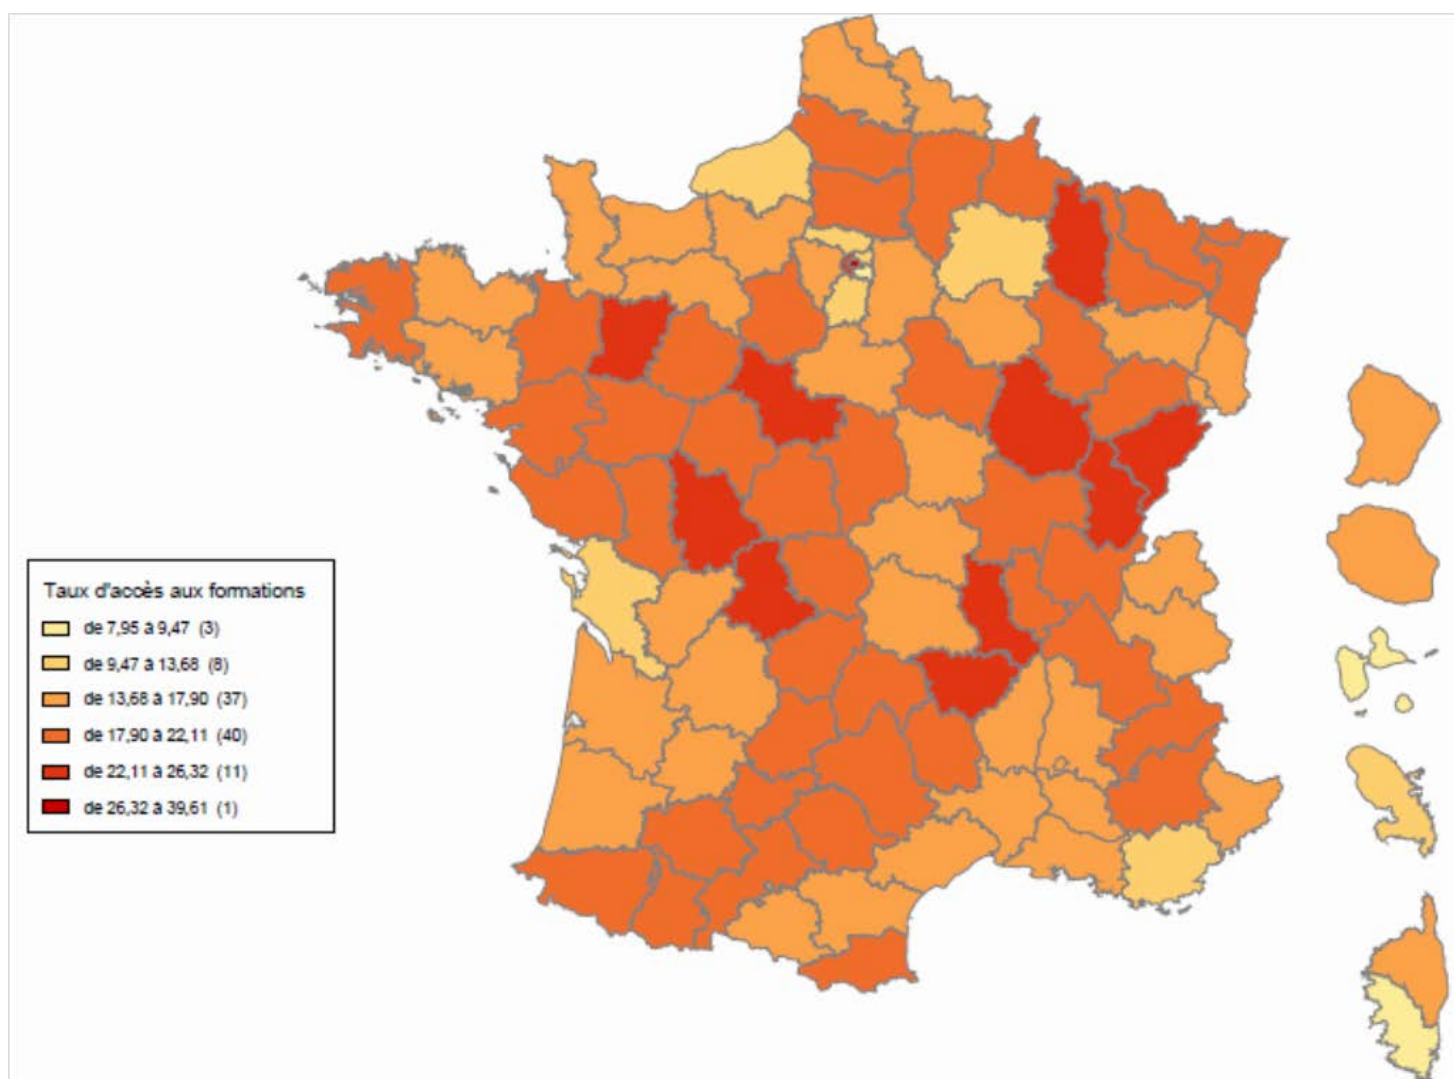 Taux d'accès aux formations
de 7,95 à 9,47 (3)
de 9,47 à 13,68 (8)
de 13,68 à 17,90 (37)
de 17,90 à 22,11 (40)
de 22,11 à 26,32 (11)
de 26,32 à 39,61 (1)